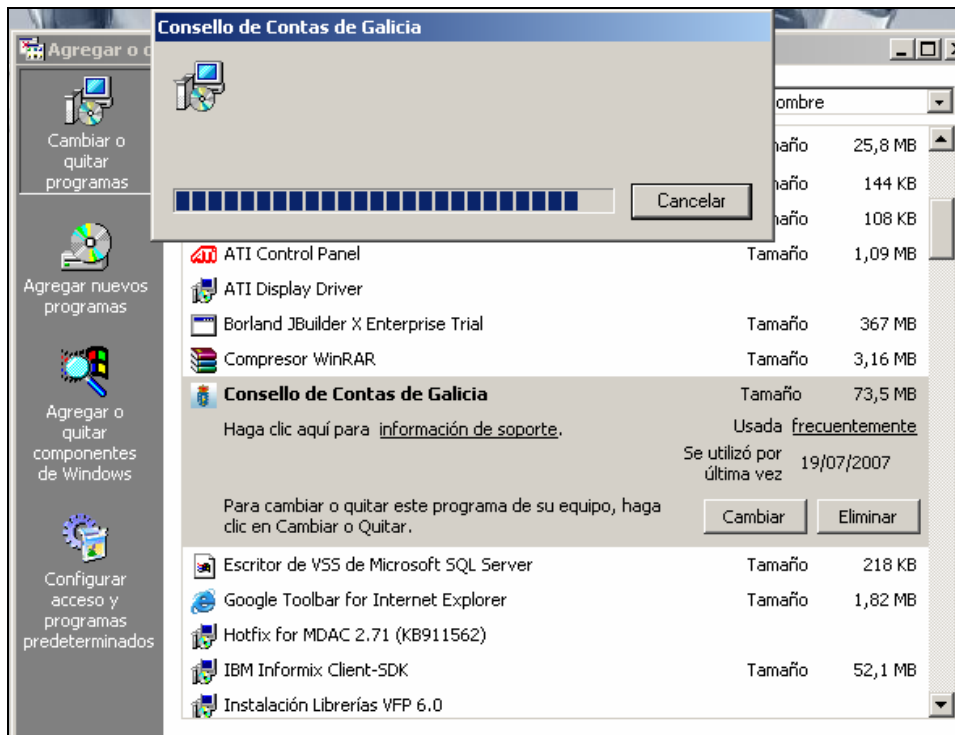 Consello de Contas de Galicia
Agregar o
Cancelar
ombre
Cambiar o
quitar
programas
Agregar nuevos
programas
Agregar o
quitar
componentes
de Windows
Configurar
acceso y
programas
predeterminados
maño 25,8 MB
maño 144 KB
maño 108 KB
ATI Control Panel Tamaño 1,09 MB
ATI Display Driver
Borland JBuilder X Enterprise Trial Tamaño 367 MB
Compresor WinRAR Tamaño 3,16 MB
Consello de Contas de Galicia Tamaño 73,5 MB
Haga clic aquí para información de soporte. Usada frecuentemente
Se utilizó por
última vez 19/07/2007
Para cambiar o quitar este programa de su equipo, haga
clic en Cambiar o Quitar.
Cambiar Eliminar
Escritor de VSS de Microsoft SQL Server Tamaño 218 KB
Google Toolbar for Internet Explorer Tamaño 1,82 MB
Hotfix for MDAC 2.71 (KB911562)
IBM Informix Client-SDK Tamaño 52,1 MB
Instalación Librerías VFP 6.0